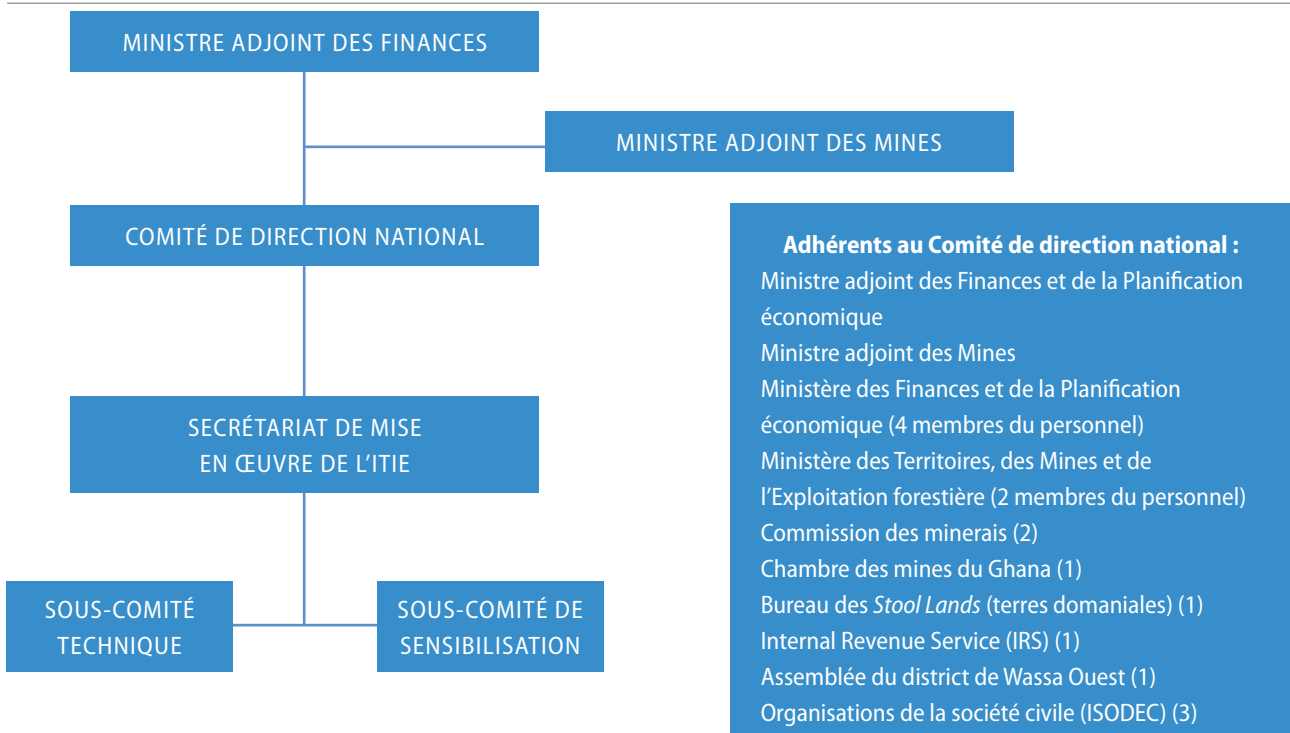 MINISTRE ADJOINT DES FINANCES
MINISTRE ADJOINT DES MINES
COMITÉ DE DIRECTION NATIONAL
SECRÉTARIAT DE MISE
EN ŒUVRE DE L’ITIE
SOUS-COMITÉ
TECHNIQUE
SOUS-COMITÉ DE
SENSIBILISATION
Adhérents au Comité de direction national :
Ministre adjoint des Finances et de la Planification
économique
Ministre adjoint des Mines
Ministère des Finances et de la Planification
économique (4 membres du personnel)
Ministère des Territoires, des Mines et de
l’Exploitation forestière (2 membres du personnel)
Commission des minerais (2)
Chambre des mines du Ghana (1)
Bureau des Stool Lands (terres domaniales) (1)
Internal Revenue Service (IRS) (1)
Assemblée du district de Wassa Ouest (1)
Organisations de la société civile (ISODEC) (3)